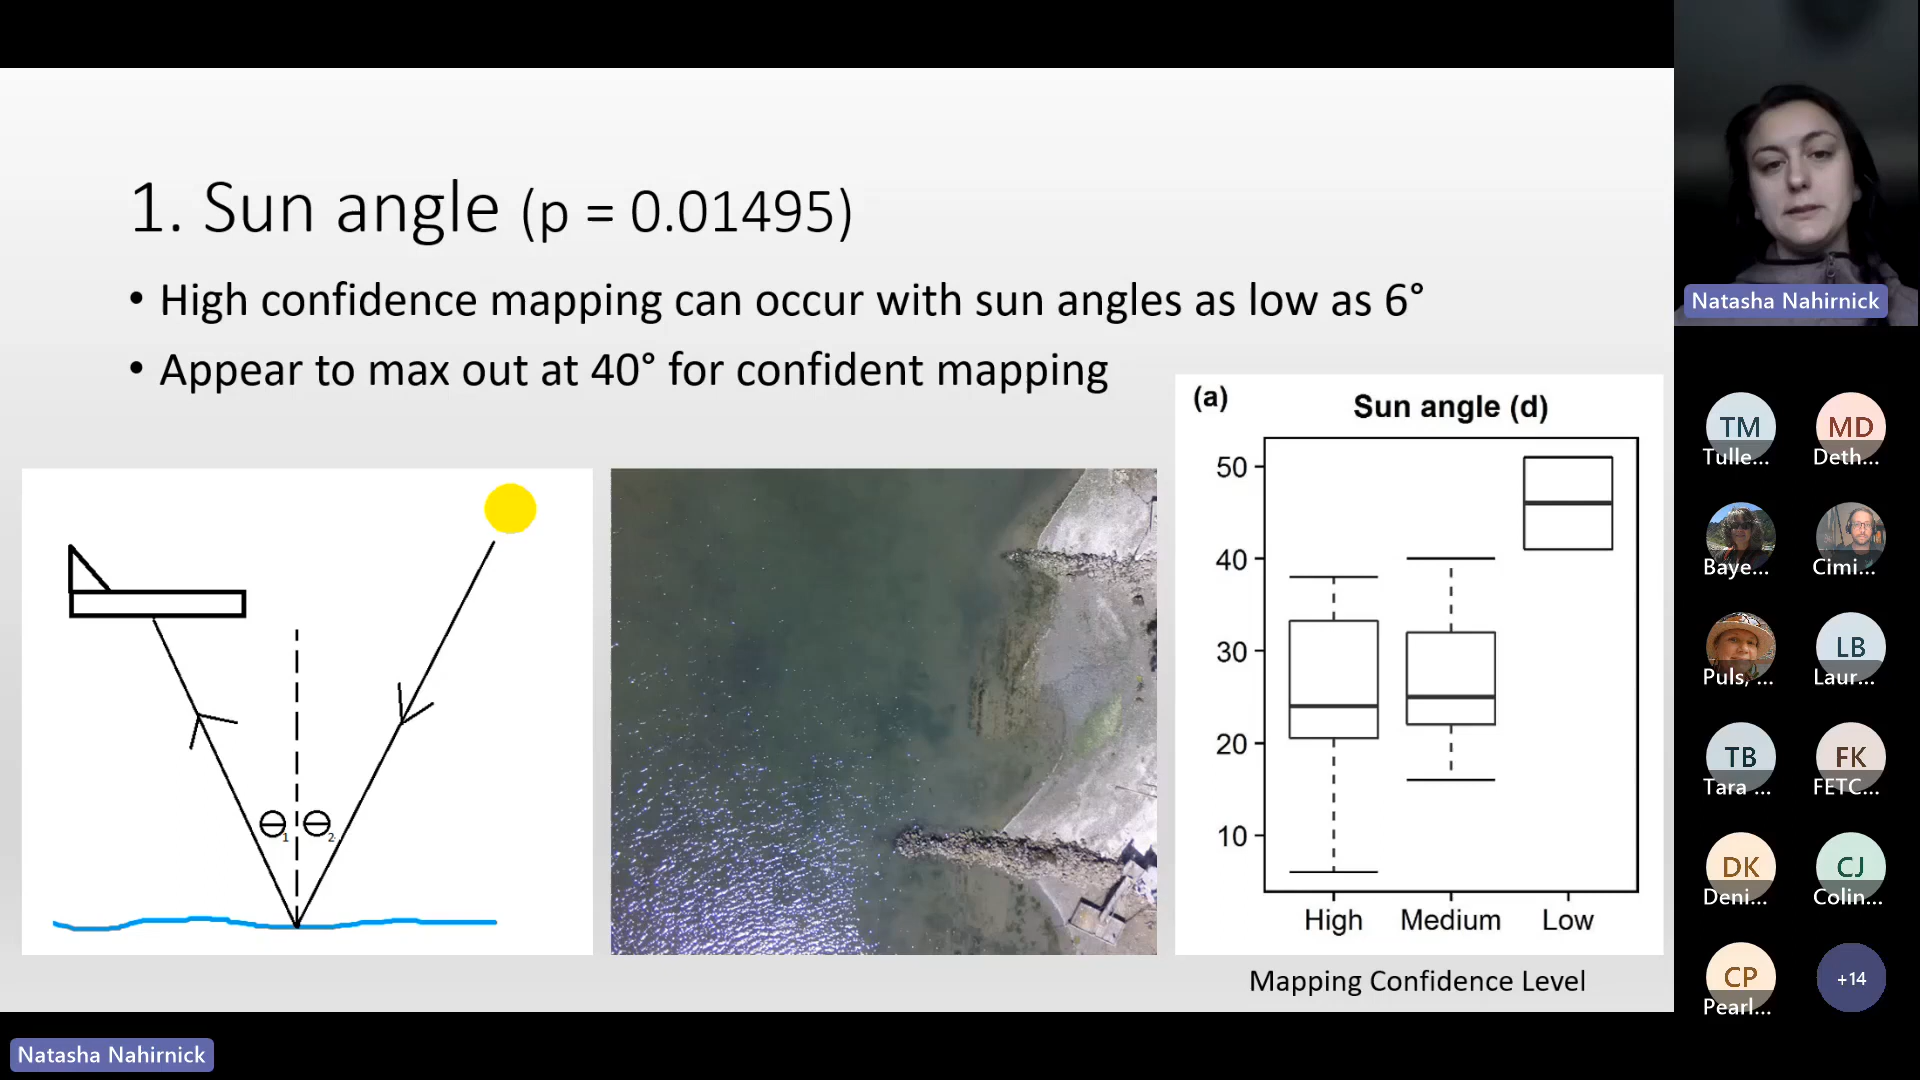 1. Sun angle (p = 0.01495)
• High confidence mapping can occur with sun angles as low as 6°
• Appear to max out at 40° for confident mapping
Θ1 Θ2
(a)
Sun angle (d)
50
40
30
20
10
High Medium Low
Mapping Confidence Level
Natasha Nahirnick
Natasha Nahirnick
TM MD
Tulle... Deth...
Baye... Cimi...
LB
Puls, ... Laur...
TB FK
Tara ... FETC...
DK CJ
Deni... Colin...
CP +14
Pearl...